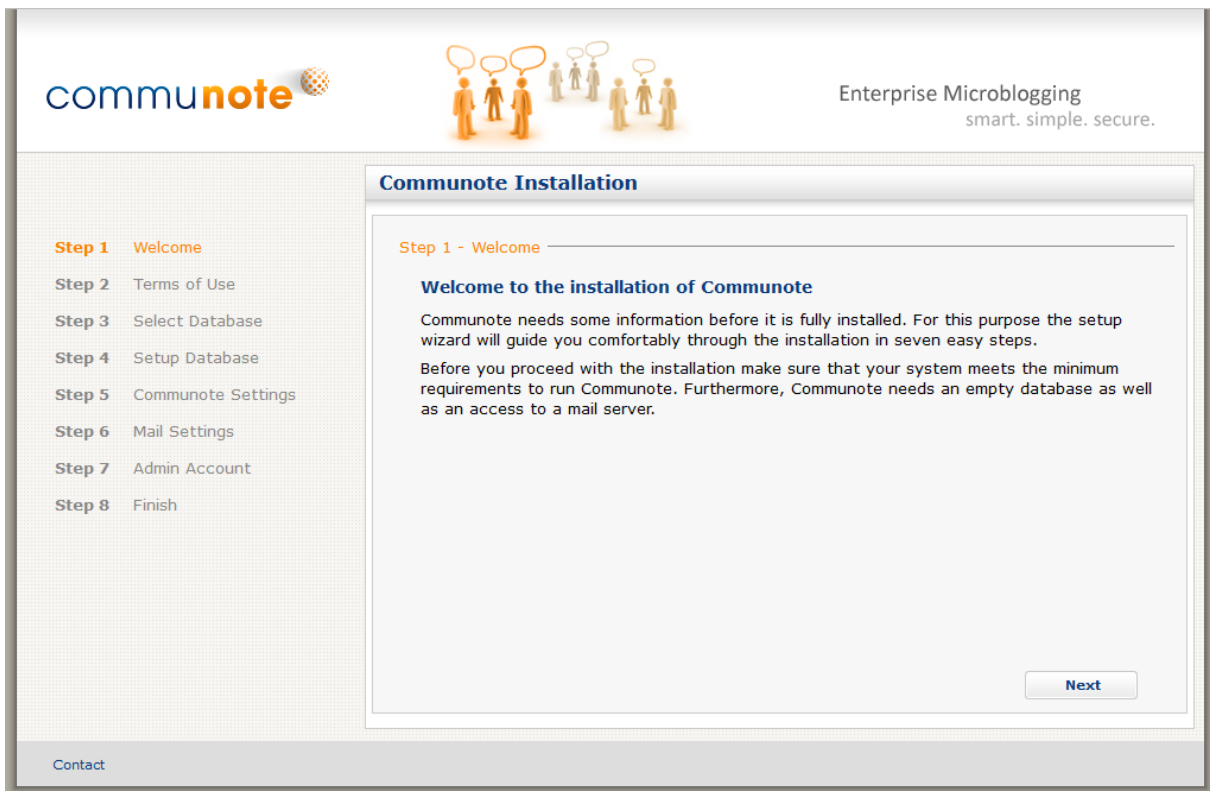 communote
Enterprise Microblogging
smart. simple. secure.
Communote Installation
Step 1 Welcome
Step 2 Terms of Use
Step 3 Select Database
Step 4 Setup Database
Step 5 Communote Settings
Step 6 Mail Settings
Step 7 Admin Account
Step 8 Finish
Step 1 - Welcome
Welcome to the installation of Communote
Communote needs some information before it is fully installed. For this purpose the setup
wizard will guide you comfortably through the installation in seven easy steps.
Before you proceed with the installation make sure that your system meets the minimum
requirements to run Communote. Furthermore, Communote needs an empty database as well
as an access to a mail server.
Next
Contact